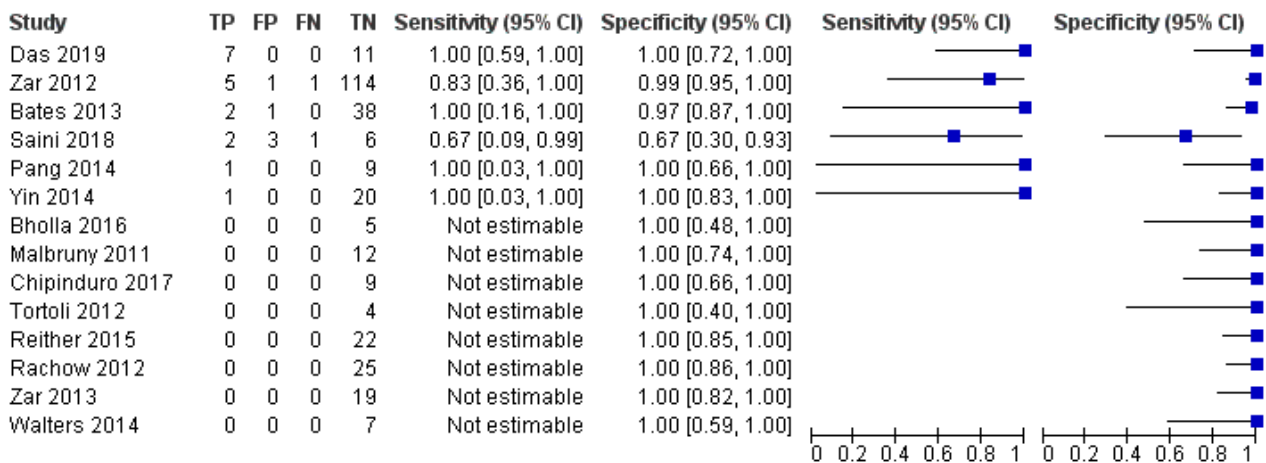 Study TP FP FN TN Sensitivity (95% CI) Specificity (95% CI) Sensitivity (95% CI) Specificity (95% CI)
Das 2019 7 0 0 11 1.00 [0.59, 1.00] 1.00 [0.72, 1.00]
Zar 2012 5 1 1 114 0.83 [0.36, 1.00] 0.99 [0.95, 1.00]
Bates 2013 2 1 0 38 1.00 [0.16, 1.00] 0.97 [0.87, 1.00]
Saini 2018 2 3 1 6 0.67 [0.09, 0.99] 0.67 [0.30, 0.93]
Pang 2014 1 0 0 9 1.00 [0.03, 1.00] 1.00 [0.66, 1.00]
Yin 2014 1 0 0 20 1.00 [0.03, 1.00] 1.00 [0.83, 1.00]
Bholla 2016 0 0 0 5 Not estimable 1.00 [0.48, 1.00]
Malbruny 2011 0 0 0 12 Not estimable 1.00 [0.74, 1.00]
Chipinduro 2017 0 0 0 9 Not estimable 1.00 [0.66, 1.00]
Tortoli 2012 0 0 0 4 Not estimable 1.00 [0.40, 1.00]
Reither 2015 0 0 0 22 Not estimable 1.00 [0.85, 1.00]
Rachow 2012 0 0 0 25 Not estimable 1.00 [0.86, 1.00]
Zar 2013 0 0 0 19 Not estimable 1.00 [0.82, 1.00]
Walters 2014 0 0 0 7 Not estimable 1.00 [0.59, 1.00]
0 0.2 0.4 0.6 0.8 1 0 0.2 0.4 0.6 0.8 1